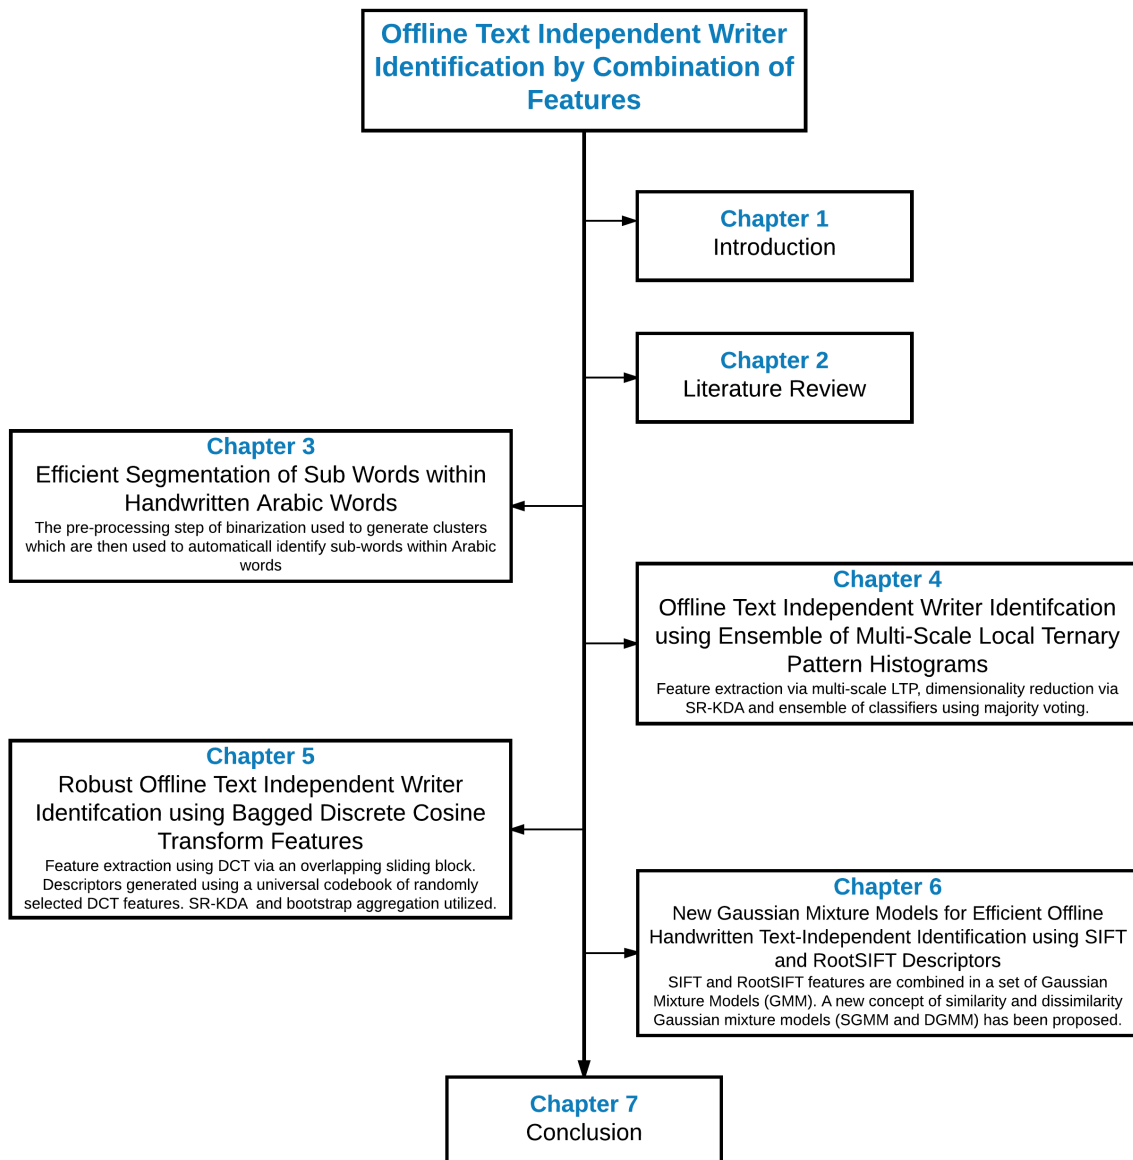 Offline Text Independent Writer
Identification by Combination of
Features
Chapter 1
Introduction
Chapter 2
Literature Review
Chapter 3
Efficient Segmentation of Sub Words within
Handwritten Arabic Words
The pre-processing step of binarization used to generate clusters
which are then used to automaticall identify sub-words within Arabic
words
Chapter 4
Offline Text Independent Writer Identifcation
using Ensemble of Multi-Scale Local Ternary
Pattern Histograms
Feature extraction via multi-scale LTP, dimensionality reduction via
SR-KDA and ensemble of classifiers using majority voting.
Chapter 5
Robust Offline Text Independent Writer
Identifcation using Bagged Discrete Cosine
Transform Features
Feature extraction using DCT via an overlapping sliding block.
Descriptors generated using a universal codebook of randomly
selected DCT features. SR-KDA and bootstrap aggregation utilized.
Chapter 6
New Gaussian Mixture Models for Efficient Offline
Handwritten Text-Independent Identification using SIFT
and RootSIFT Descriptors
SIFT and RootSIFT features are combined in a set of Gaussian
Mixture Models (GMM). A new concept of similarity and dissimilarity
Gaussian mixture models (SGMM and DGMM) has been proposed.
Chapter 7
Conclusion